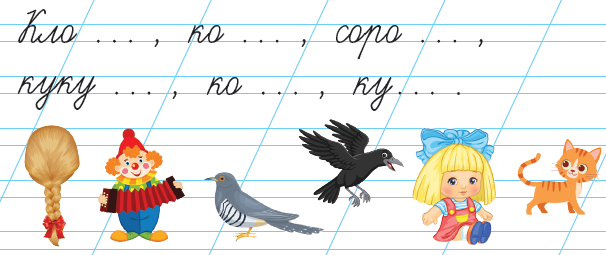 Кло ... , ко ... , соро ... ,
куку ... , ко ... , ку ... .